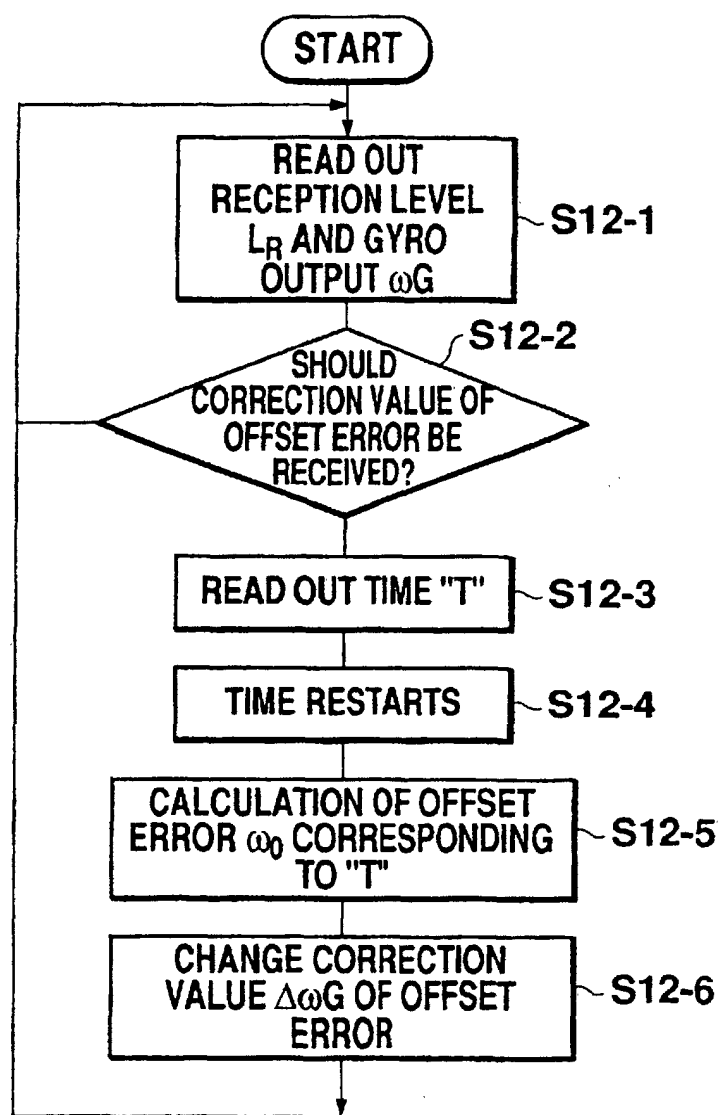 START
READ OUT
RECEPTION LEVEL
LR AND GYRO
OUTPUT ωG
S12-1
S12-2
SHOULD
CORRECTION VALUE OF
OFFSET ERROR BE
RECEIVED?
READ OUT TIME "T"
S12-3
TIME RESTARTS
S12-4
CALCULATION OF OFFSET
ERROR ω0 CORRESPONDING
TO "T"
S12-5
CHANGE CORRECTION
VALUE ΔωG OF OFFSET
ERROR
S12-6